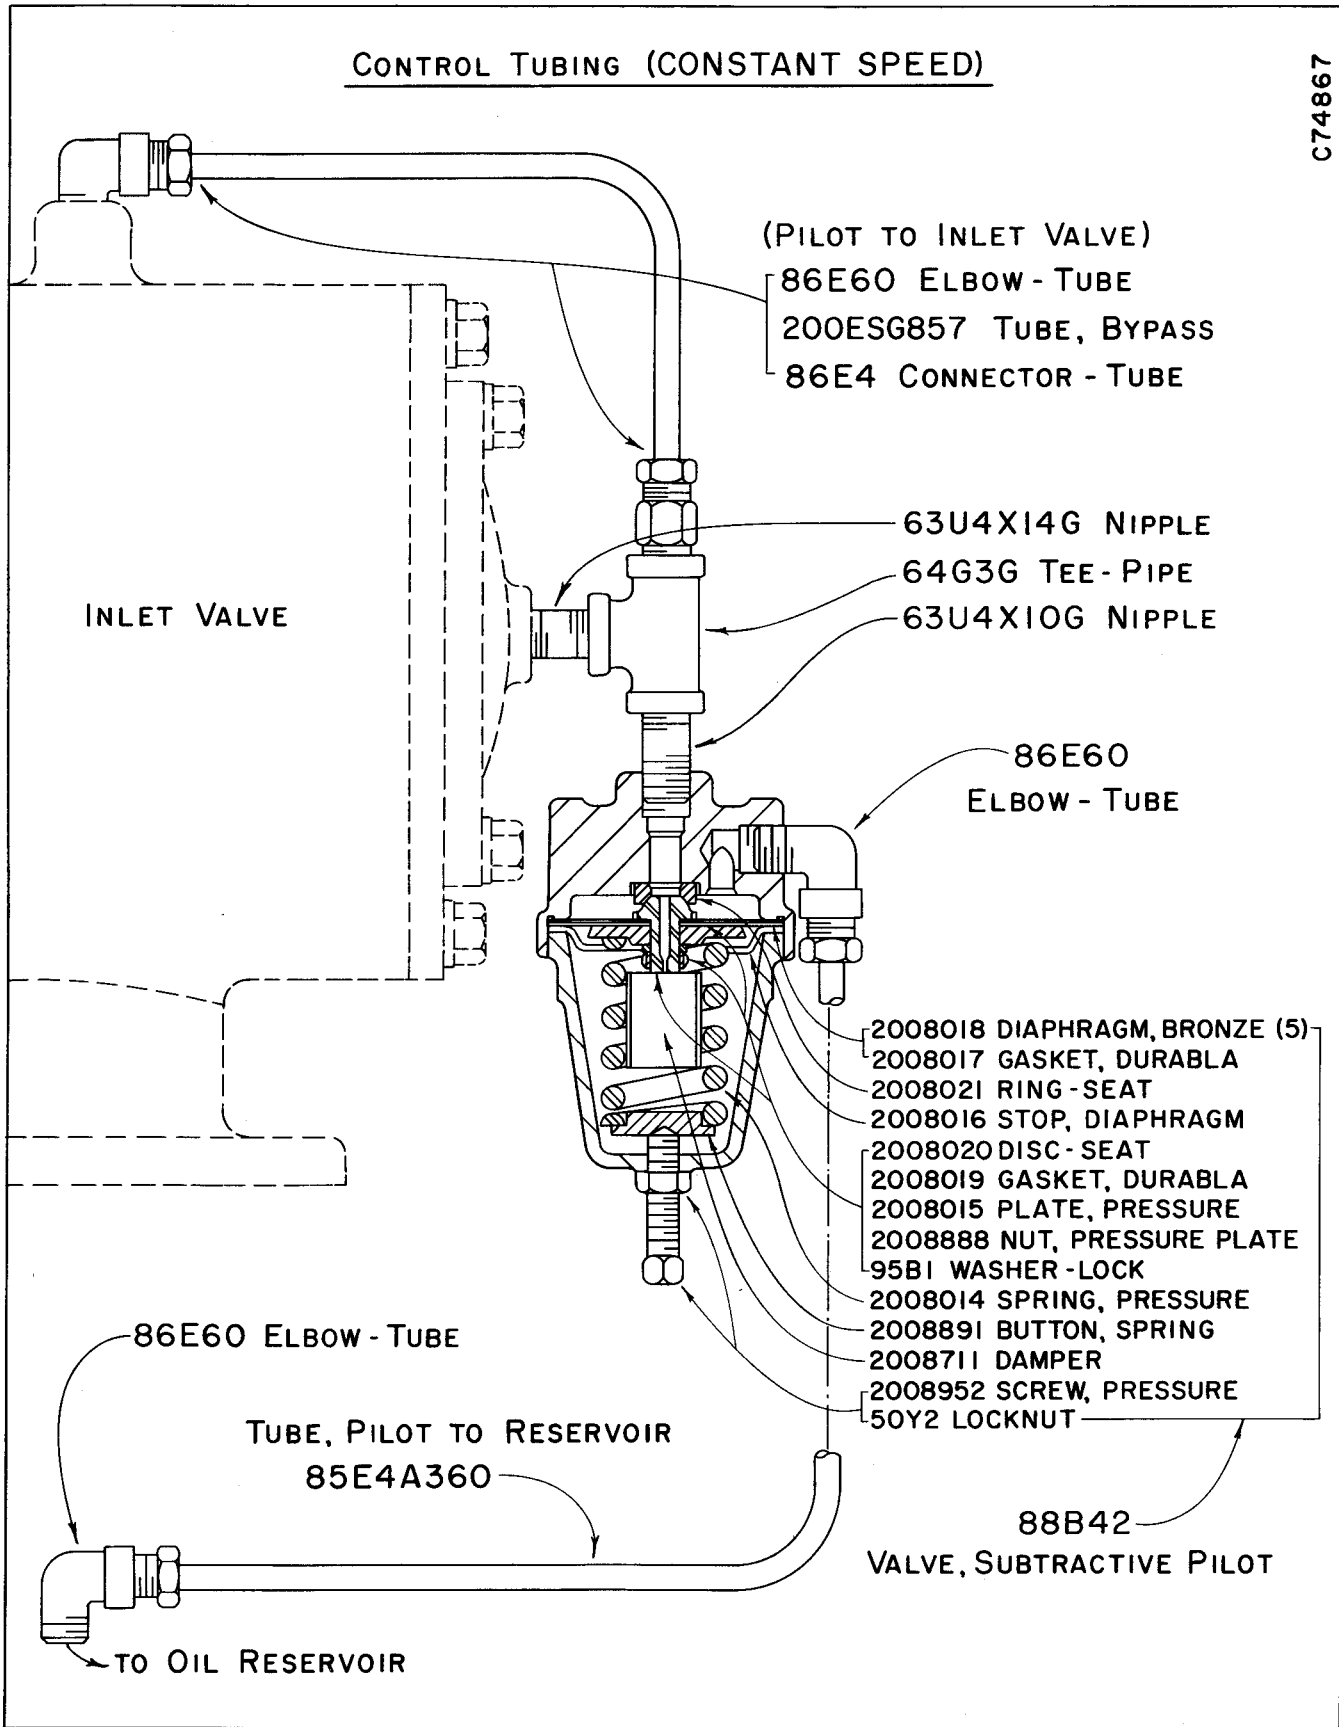 CONTROL TUBING (CONSTANT SPEED)
C74867
(PILOT TO INLET VALVE)
86E60 ELBOW-TUBE
200ESG857 TUBE, BYPASS
86E4 CONNECTOR-TUBE
63U4X14G NIPPLE
64G3G TEE-PIPE
63U4X10G NIPPLE
INLET VALVE
86E60
ELBOW-TUBE
2008018 DIAPHRAGM, BRONZE (5)
2008017 GASKET, DURABLA
2008021 RING-SEAT
2008016 STOP, DIAPHRAGM
2008020 DISC-SEAT
2008019 GASKET, DURABLA
2008015 PLATE, PRESSURE
2008888 NUT, PRESSURE PLATE
95B1 WASHER-LOCK
2008014 SPRING, PRESSURE
2008891 BUTTON, SPRING
2008711 DAMPER
2008952 SCREW, PRESSURE
50Y2 LOCKNUT
86E60 ELBOW-TUBE
TUBE, PILOT TO RESERVOIR
85E4A360
88B42
VALVE, SUBTRACTIVE PILOT
TO OIL RESERVOIR